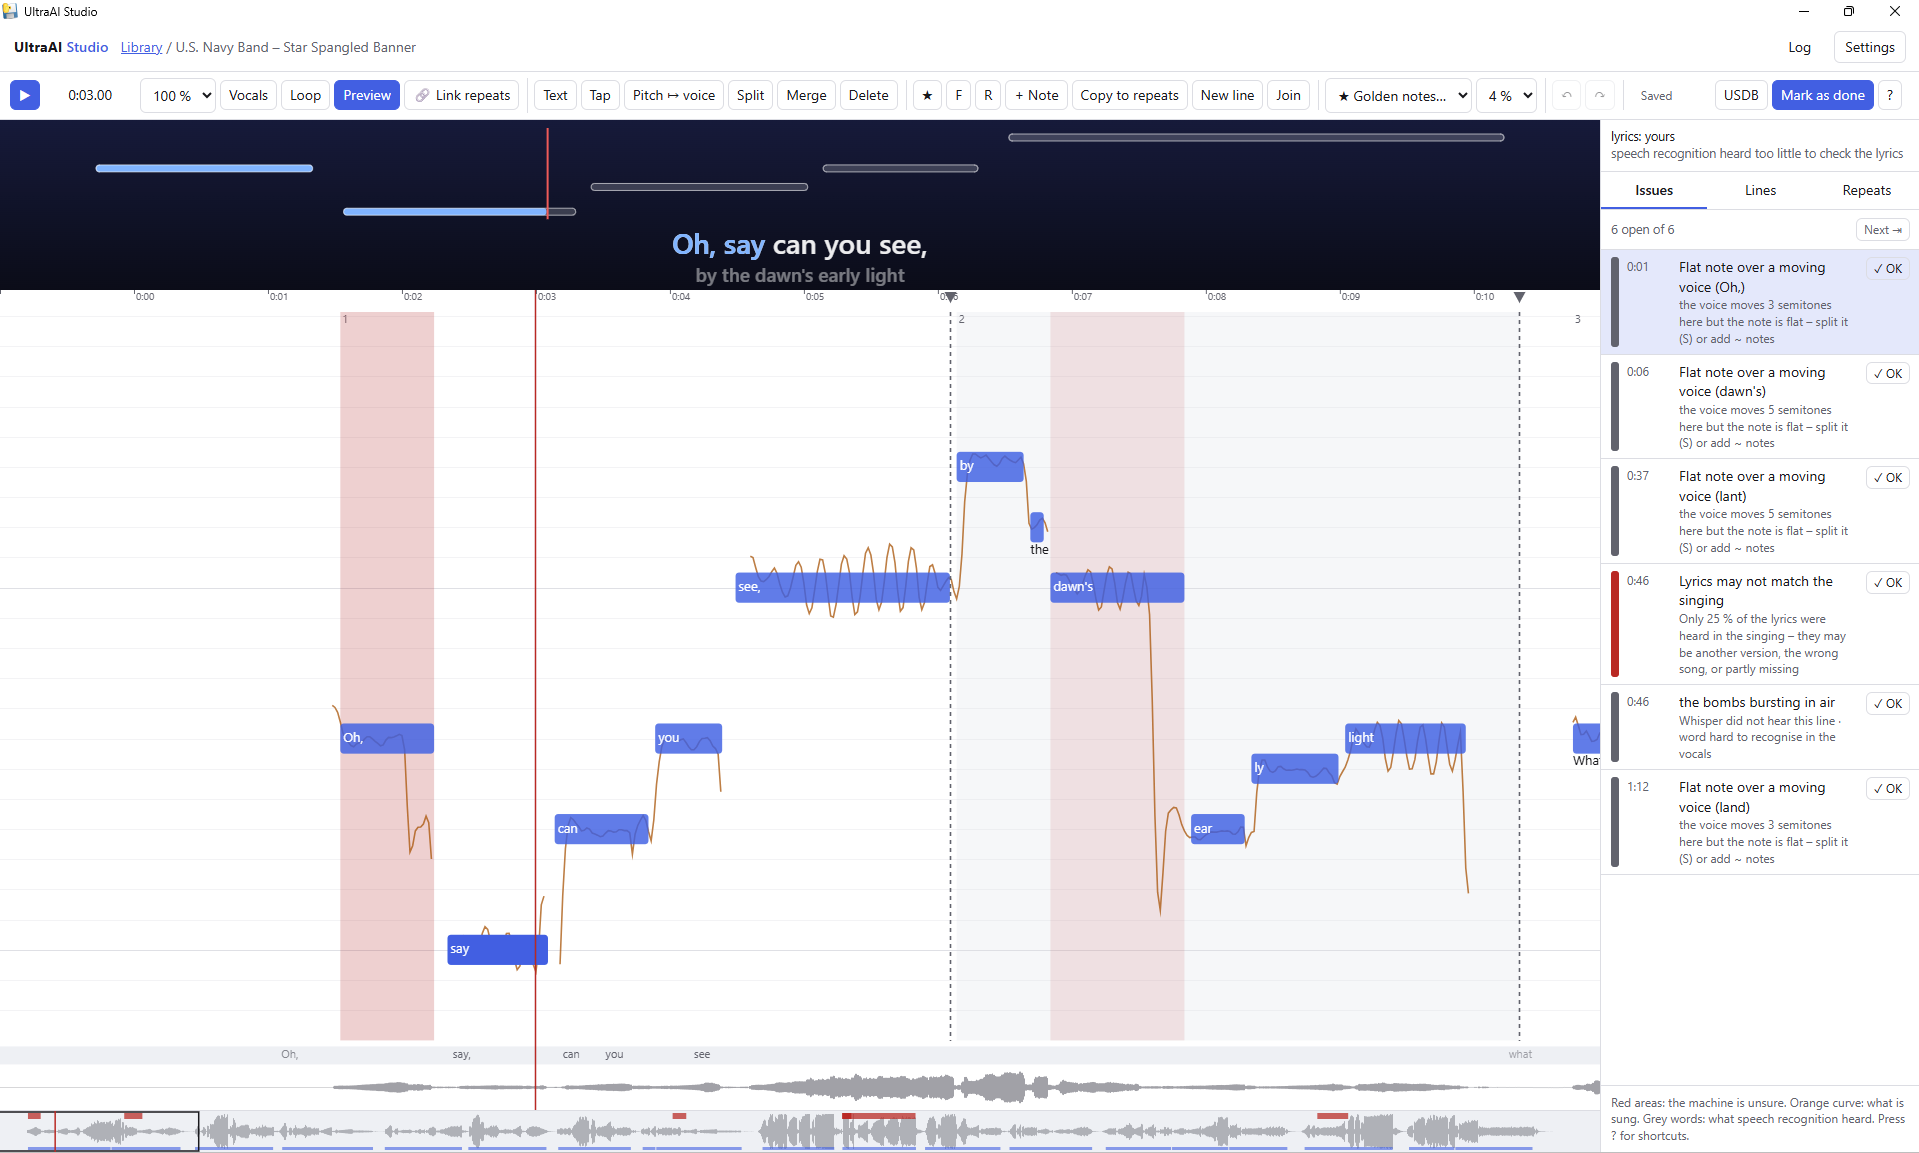 UltraAI Studio
UltraAI Studio Library / U.S. Navy Band – Star Spangled Banner Log Settings
0:03.00 100 % Vocals Loop Preview 🔗 Link repeats Text Tap Pitch ↦ voice Split Merge Delete ★ F R + Note Copy to repeats New line Join ★ Golden notes... 4 % Saved USDB Mark as done ?
Oh, say can you see,
by the dawn's early light
0:00 0:01 0:02 0:03 0:04 0:05 0:06 0:07 0:08 0:09 0:10
1 2 3
by
the
see, dawn's
Oh, you light
What
ly
can ear
say
Oh, say, can you see what
lyrics: yours
speech recognition heard too little to check the lyrics
Issues Lines Repeats
6 open of 6 Next ⇥
0:01 Flat note over a moving ✓ OK
voice (Oh,)
the voice moves 3 semitones
here but the note is flat – split it
(S) or add ~ notes
0:06 Flat note over a moving ✓ OK
voice (dawn's)
the voice moves 5 semitones
here but the note is flat – split it
(S) or add ~ notes
0:37 Flat note over a moving ✓ OK
voice (lant)
the voice moves 5 semitones
here but the note is flat – split it
(S) or add ~ notes
0:46 Lyrics may not match the ✓ OK
singing
Only 25 % of the lyrics were
heard in the singing – they may
be another version, the wrong
song, or partly missing
0:46 the bombs bursting in air ✓ OK
Whisper did not hear this line ·
word hard to recognise in the
vocals
1:12 Flat note over a moving ✓ OK
voice (land)
the voice moves 3 semitones
here but the note is flat – split it
(S) or add ~ notes
Red areas: the machine is unsure. Orange curve: what is
sung. Grey words: what speech recognition heard. Press
? for shortcuts.